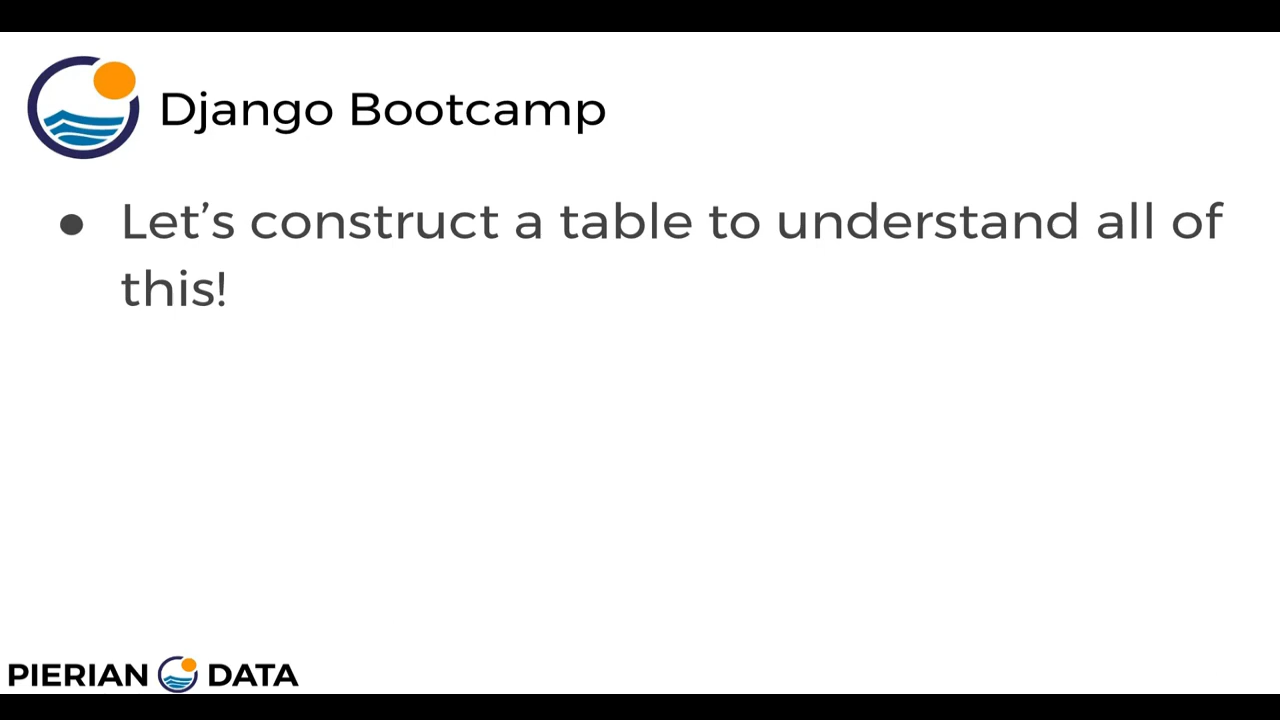 Django Bootcamp
● Let’s construct a table to understand all of
this!
PIERIAN DATA